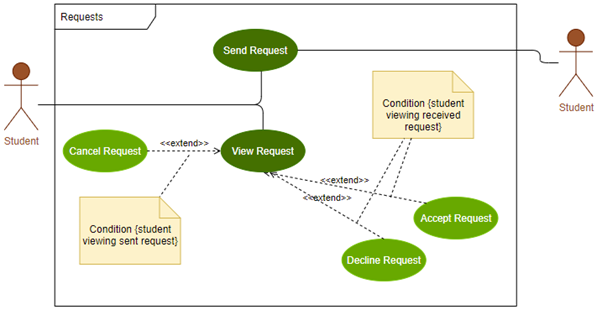 Requests
Send Request
Student
Student
Condition {student
viewing received
request}
Cancel Request
<<extend>>
View Request
<<extend>>
<<extend>>
Accept Request
Condition {student
viewing sent request}
Decline Request